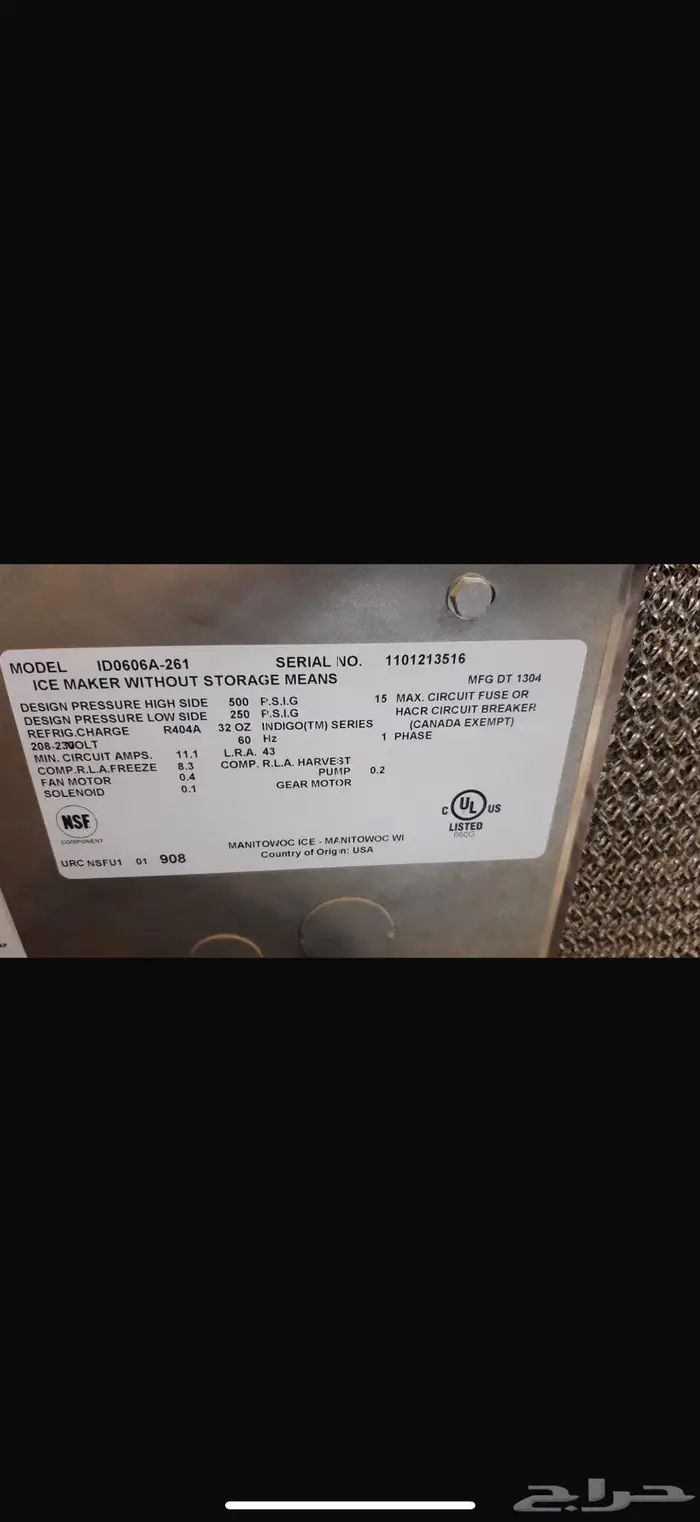 MODEL ID0606A-261 SERIAL NO. 1101213516
ICE MAKER WITHOUT STORAGE MEANS MFG DT 1304
DESIGN PRESSURE HIGH SIDE 500 P.S.I.G 15 MAX. CIRCUIT FUSE OR
DESIGN PRESSURE LOW SIDE 250 P.S.I.G HACR CIRCUIT BREAKER
REFRIG.CHARGE R404A 32 OZ INDIGO(TM) SERIES (CANADA EXEMPT)
208-230VOLT 60 Hz 1 PHASE
MIN. CIRCUIT AMPS. 11.1 L.R.A. 43
COMP.R.L.A.FREEZE 8.3 COMP. R.L.A. HARVEST
FAN MOTOR 0.4 PUMP 0.2
SOLENOID 0.1 GEAR MOTOR
NSF
COMPONENT
C UL US
LISTED
660G
MANITOWOC ICE - MANITOWOC WI
URC NSFU1 01 908 Country of Origin: USA
حراج